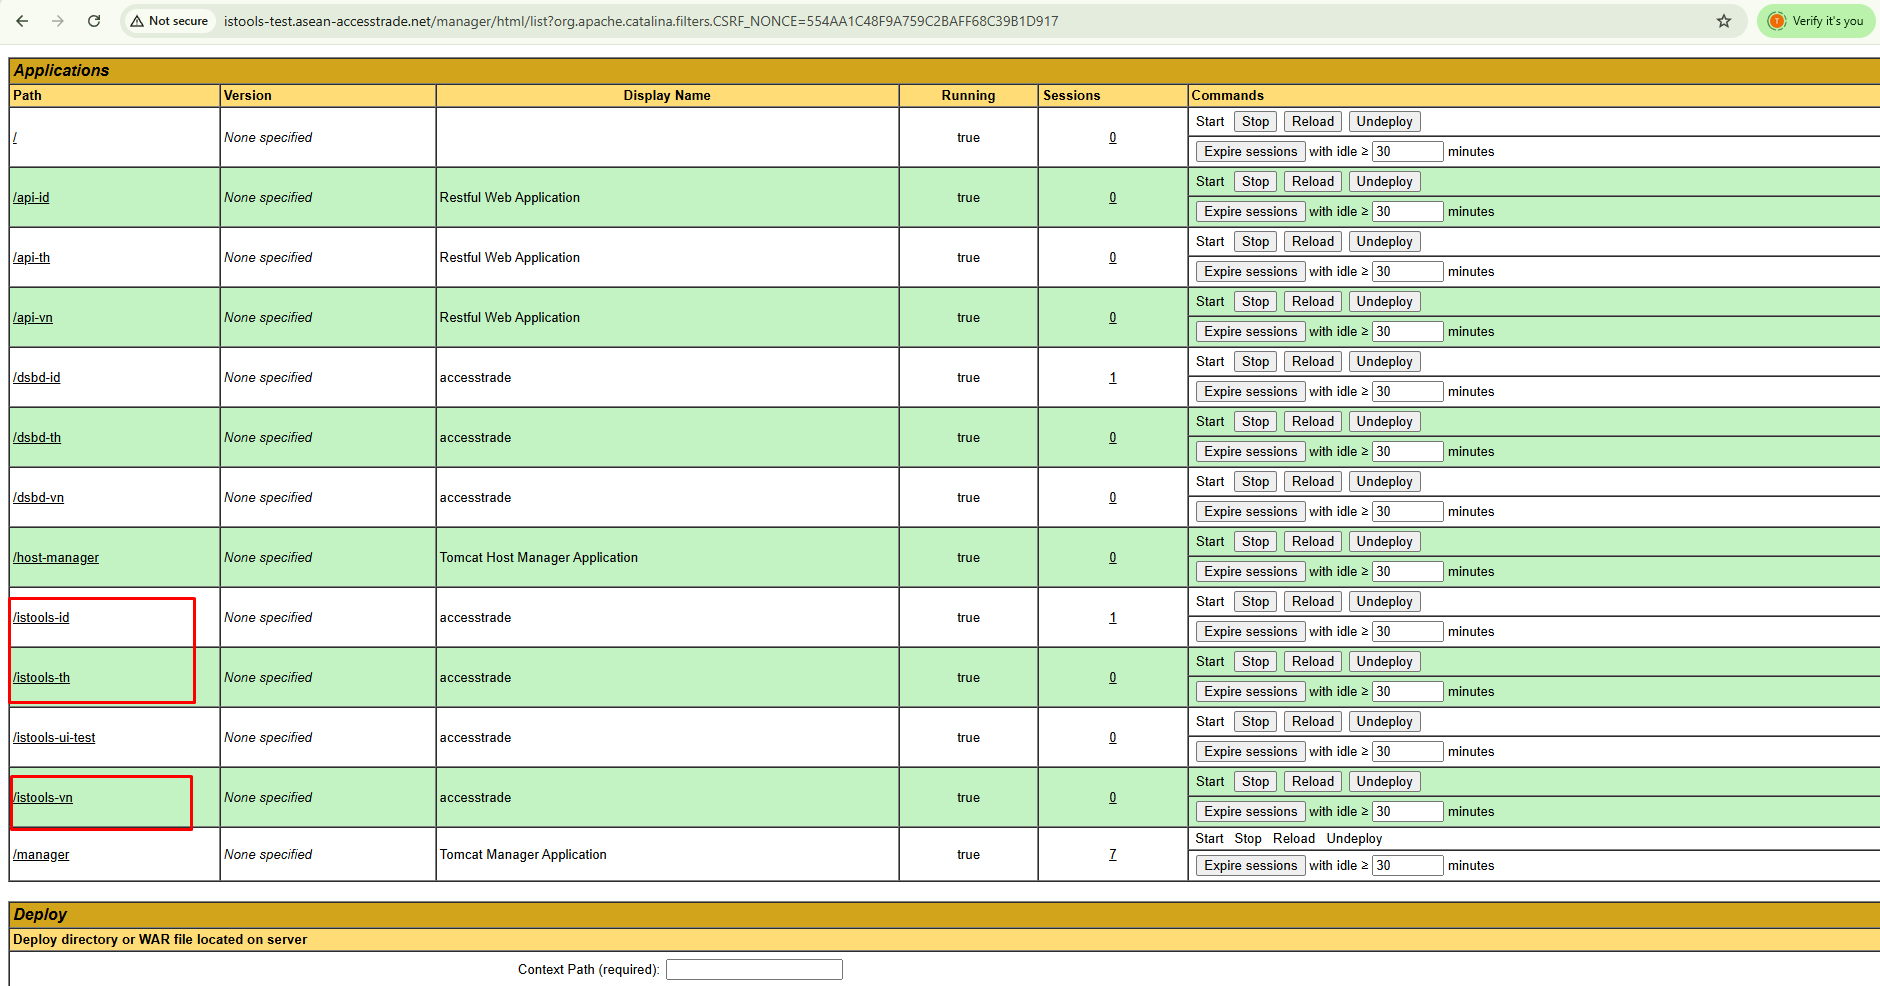 Not secure istools-test.asean-accesstrade.net/manager/html/list?org.apache.catalina.filters.CSRF_NONCE=554AA1C48F9A759C2BAFF68C39B1D917 Verify it's you
Applications
Path Version Display Name Running Sessions Commands
/ None specified true 0 Start Stop Reload Undeploy
Expire sessions with idle ≥ 30 minutes
/api-id None specified Restful Web Application true 0 Start Stop Reload Undeploy
Expire sessions with idle ≥ 30 minutes
/api-th None specified Restful Web Application true 0 Start Stop Reload Undeploy
Expire sessions with idle ≥ 30 minutes
/api-vn None specified Restful Web Application true 0 Start Stop Reload Undeploy
Expire sessions with idle ≥ 30 minutes
/dsbd-id None specified accesstrade true 1 Start Stop Reload Undeploy
Expire sessions with idle ≥ 30 minutes
/dsbd-th None specified accesstrade true 0 Start Stop Reload Undeploy
Expire sessions with idle ≥ 30 minutes
/dsbd-vn None specified accesstrade true 0 Start Stop Reload Undeploy
Expire sessions with idle ≥ 30 minutes
/host-manager None specified Tomcat Host Manager Application true 0 Start Stop Reload Undeploy
Expire sessions with idle ≥ 30 minutes
/istools-id None specified accesstrade true 1 Start Stop Reload Undeploy
Expire sessions with idle ≥ 30 minutes
/istools-th None specified accesstrade true 0 Start Stop Reload Undeploy
Expire sessions with idle ≥ 30 minutes
/istools-ui-test None specified accesstrade true 0 Start Stop Reload Undeploy
Expire sessions with idle ≥ 30 minutes
/istools-vn None specified accesstrade true 0 Start Stop Reload Undeploy
Expire sessions with idle ≥ 30 minutes
/manager None specified Tomcat Manager Application true 7 Start Stop Reload Undeploy
Expire sessions with idle ≥ 30 minutes
Deploy
Deploy directory or WAR file located on server
Context Path (required):